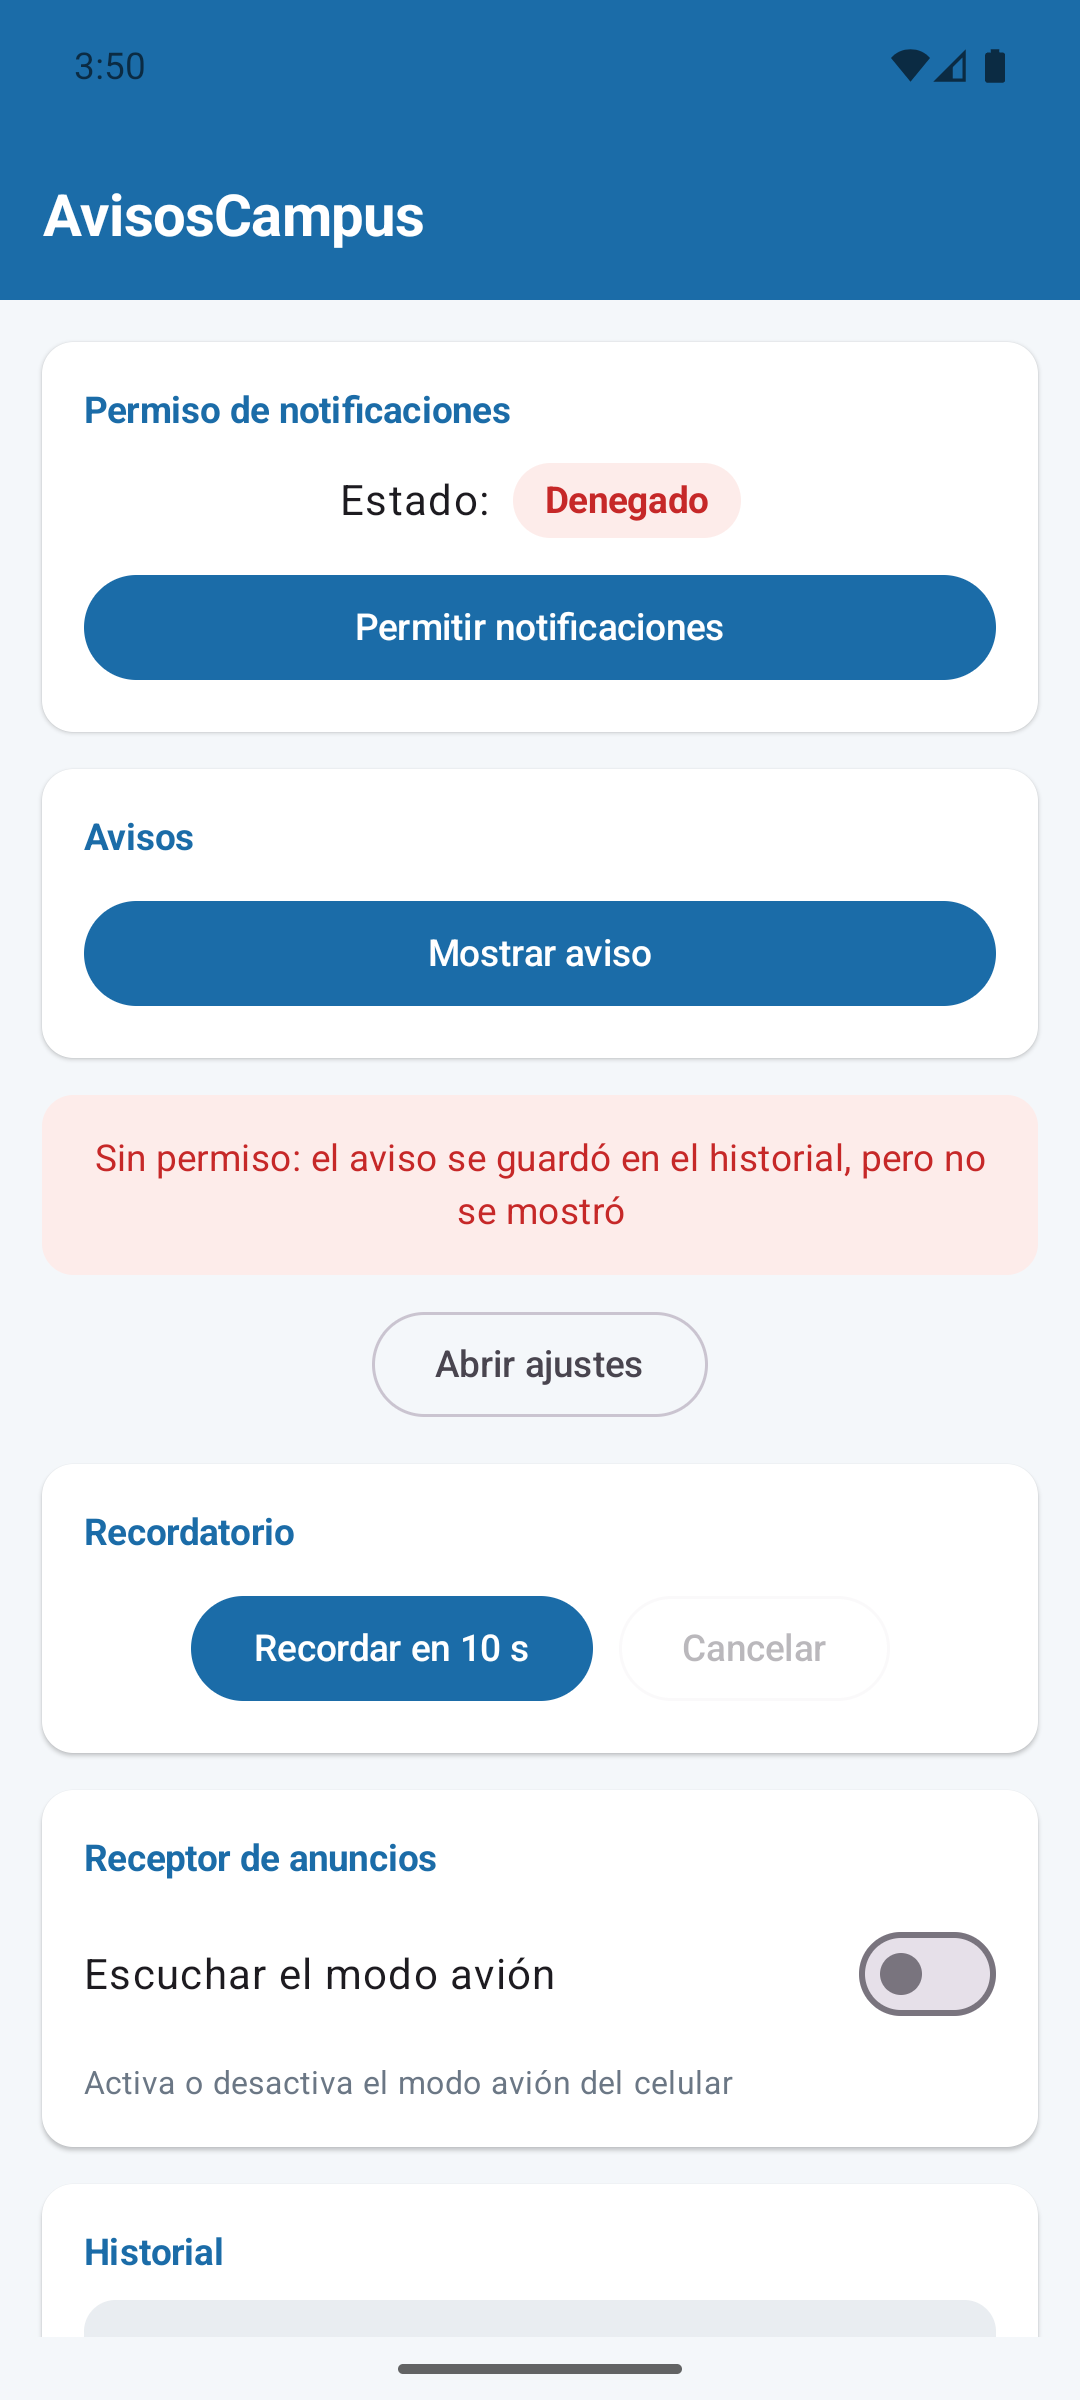 3:50
AvisosCampus
Permiso de notificaciones
Estado: Denegado
Permitir notificaciones
Avisos
Mostrar aviso
Sin permiso: el aviso se guardó en el historial, pero no
se mostró
Abrir ajustes
Recordatorio
Recordar en 10 s Cancelar
Receptor de anuncios
Escuchar el modo avión
Activa o desactiva el modo avión del celular
Historial